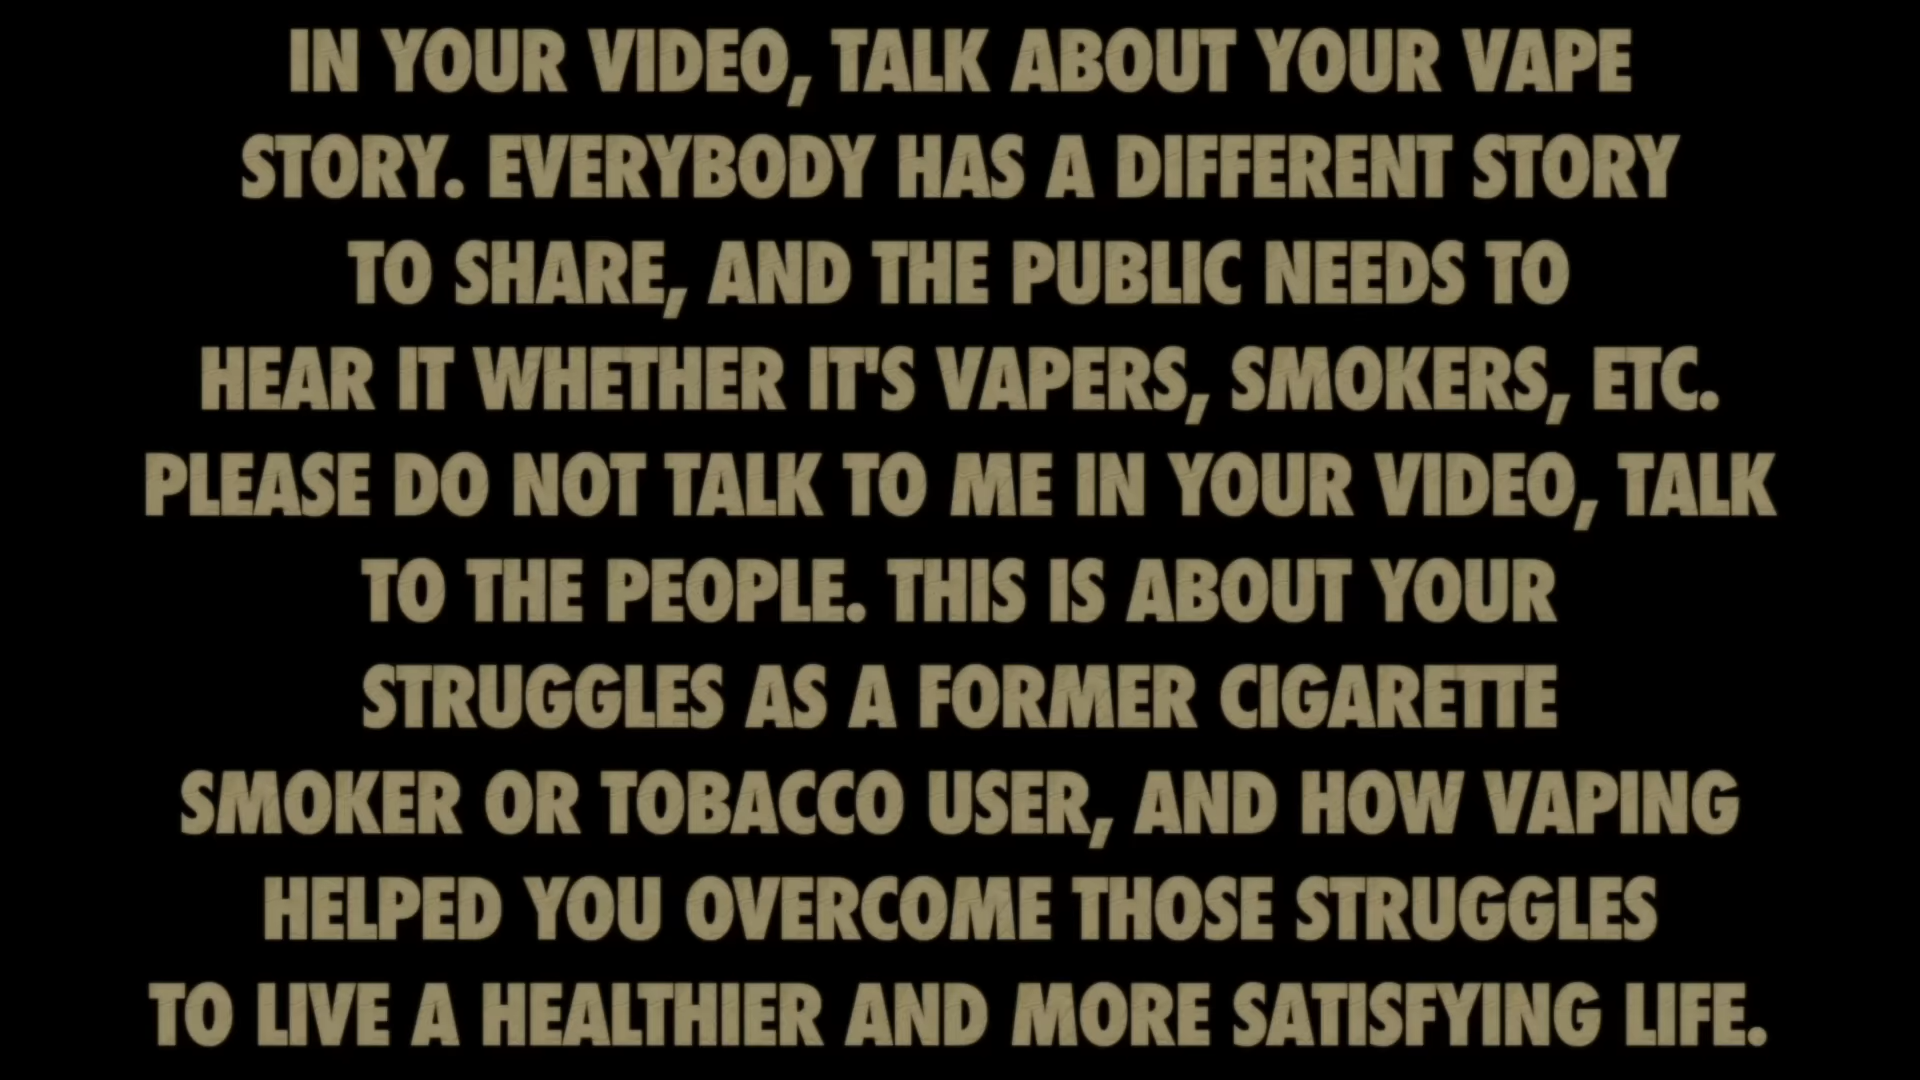 IN YOUR VIDEO, TALK ABOUT YOUR VAPE
STORY. EVERYBODY HAS A DIFFERENT STORY
TO SHARE, AND THE PUBLIC NEEDS TO
HEAR IT WHETHER IT'S VAPERS, SMOKERS, ETC.
PLEASE DO NOT TALK TO ME IN YOUR VIDEO, TALK
TO THE PEOPLE. THIS IS ABOUT YOUR
STRUGGLES AS A FORMER CIGARETTE
SMOKER OR TOBACCO USER, AND HOW VAPING
HELPED YOU OVERCOME THOSE STRUGGLES
TO LIVE A HEALTHIER AND MORE SATISFYING LIFE.